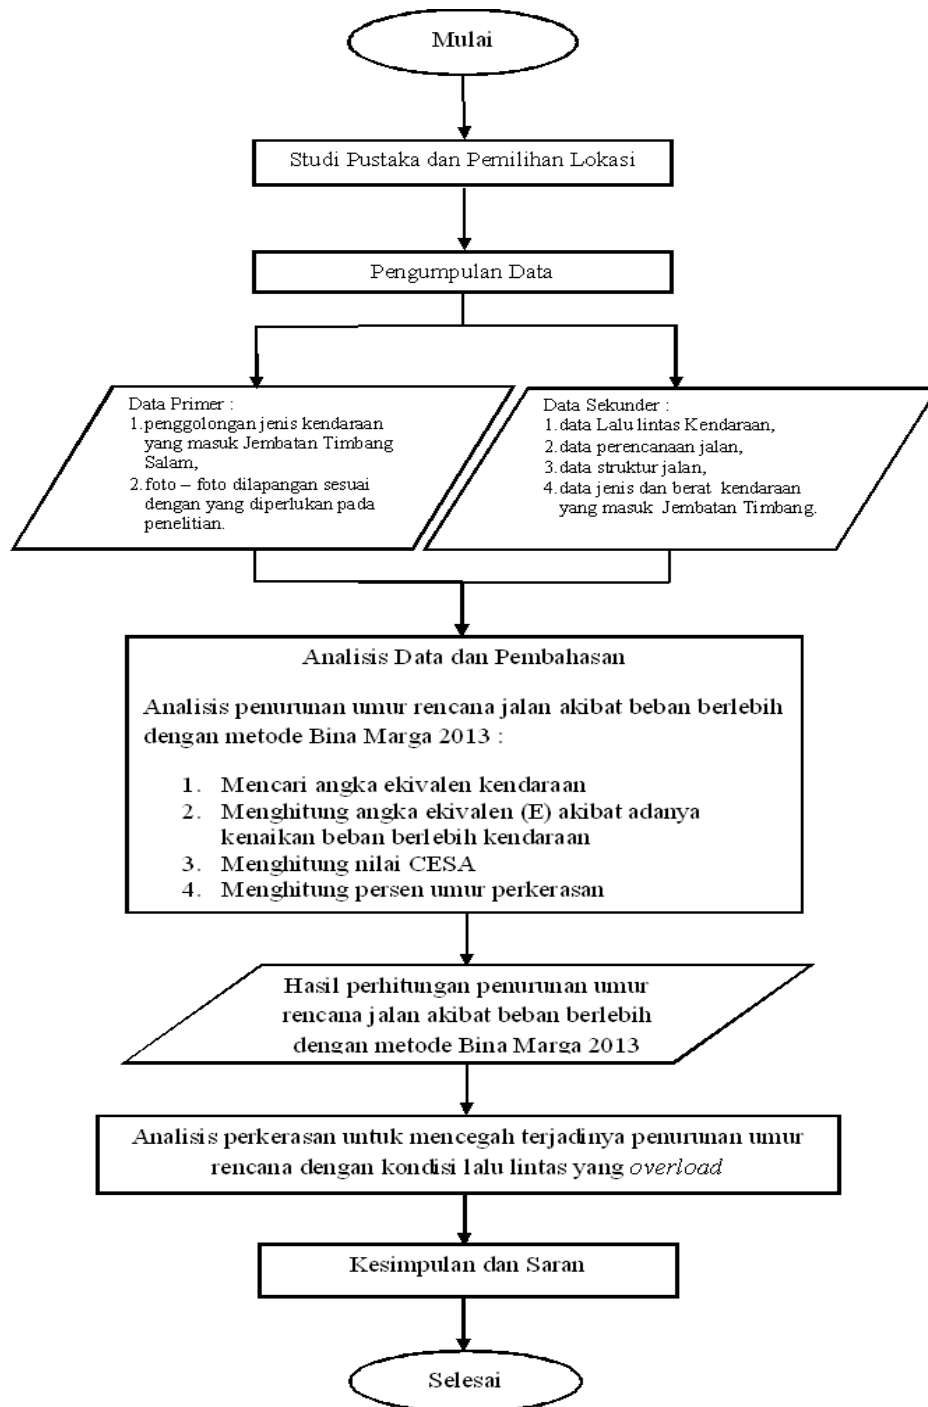 Mulai
Studi Pustaka dan Pemilihan Lokasi
Pengumpulan Data
Data Primer :
1. penggolongan jenis kendaraan
yang masuk Jembatan Timbang
Salam,
2. foto – foto dilapangan sesuai
dengan yang diperlukan pada
penelitian.
Data Sekunder :
1. data Lalu lintas Kendaraan,
2. data perencanaan jalan,
3. data struktur jalan,
4. data jenis dan berat kendaraan
yang masuk Jembatan Timbang.
Analisis Data dan Pembahasan
Analisis penurunan umur rencana jalan akibat beban berlebih
dengan metode Bina Marga 2013 :
1. Mencari angka ekivalen kendaraan
2. Menghitung angka ekivalen (E) akibat adanya
kenaikan beban berlebih kendaraan
3. Menghitung nilai CESA
4. Menghitung persen umur perkerasan
Hasil perhitungan penurunan umur
rencana jalan akibat beban berlebih
dengan metode Bina Marga 2013
Analisis perkerasan untuk mencegah terjadinya penurunan umur
rencana dengan kondisi lalu lintas yang overload
Kesimpulan dan Saran
Selesai